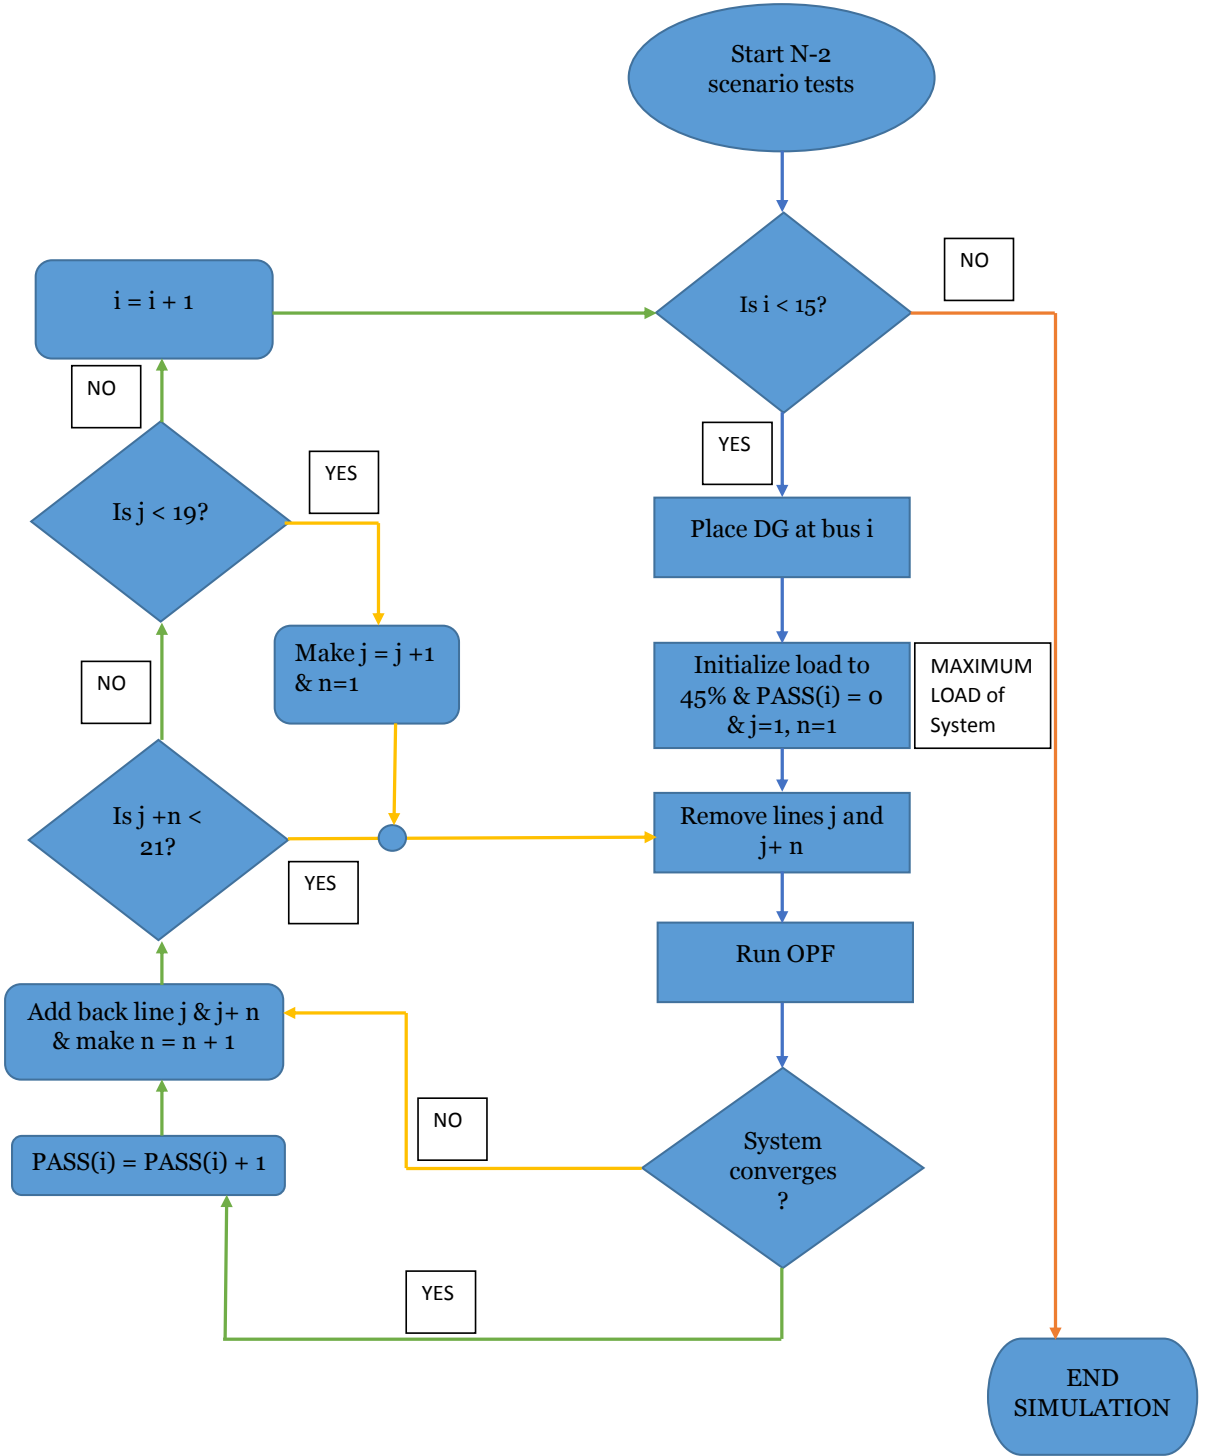 Start N-2
scenario tests
Is i < 15?
NO
YES
i = i + 1
NO
Is j < 19?
YES
Place DG at bus i
Make j = j +1
& n=1
Initialize load to
45% & PASS(i) = 0
& j=1, n=1
MAXIMUM
LOAD of
System
NO
Is j +n <
21?
YES
Remove lines j and
j+ n
Run OPF
Add back line j & j+ n
& make n = n + 1
NO
System
converges
?
PASS(i) = PASS(i) + 1
YES
END
SIMULATION